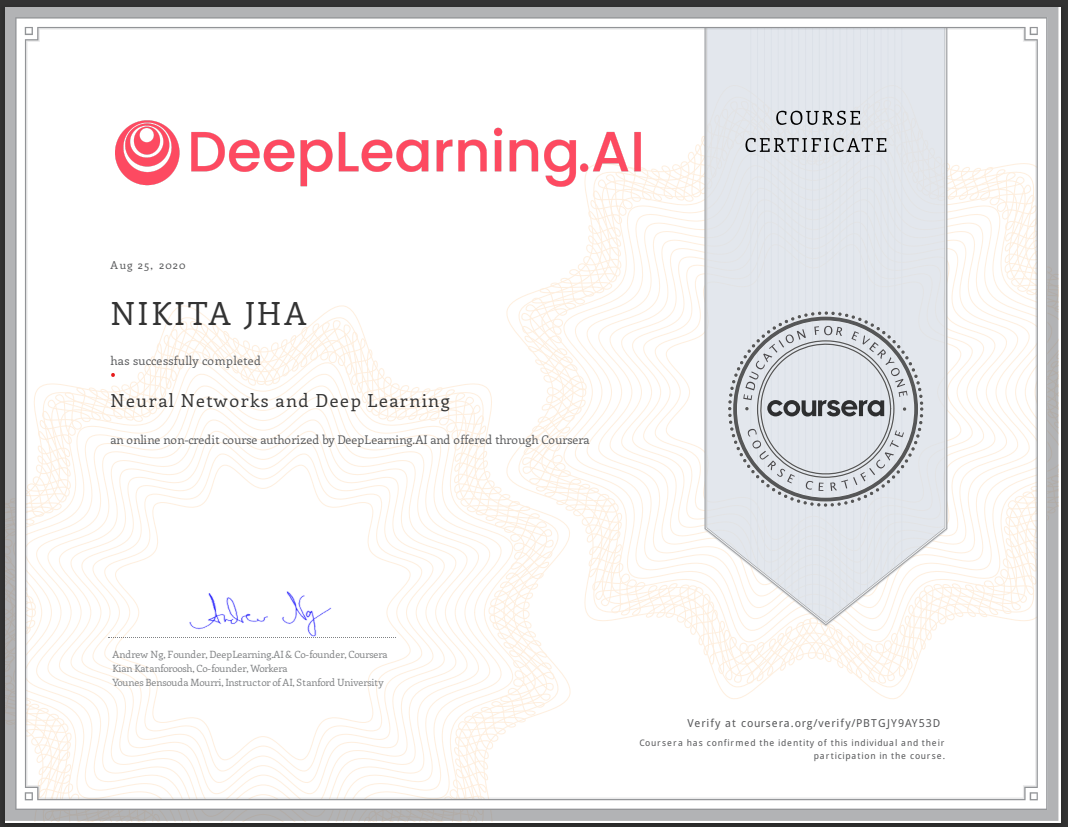 DeepLearning.AI
COURSE
CERTIFICATE
Aug 25, 2020
NIKITA JHA
has successfully completed
Neural Networks and Deep Learning
an online non-credit course authorized by DeepLearning.AI and offered through Coursera
EDUCATION FOR EVERYONE
coursera
COURSE CERTIFICATE
Andrew Ng
Andrew Ng, Founder, DeepLearning.AI & Co-founder, Coursera
Kian Katanforoosh, Co-founder, Workera
Younes Bensouda Mourri, Instructor of AI, Stanford University
Verify at coursera.org/verify/PBTGJY9AY53D
Coursera has confirmed the identity of this individual and their
participation in the course.